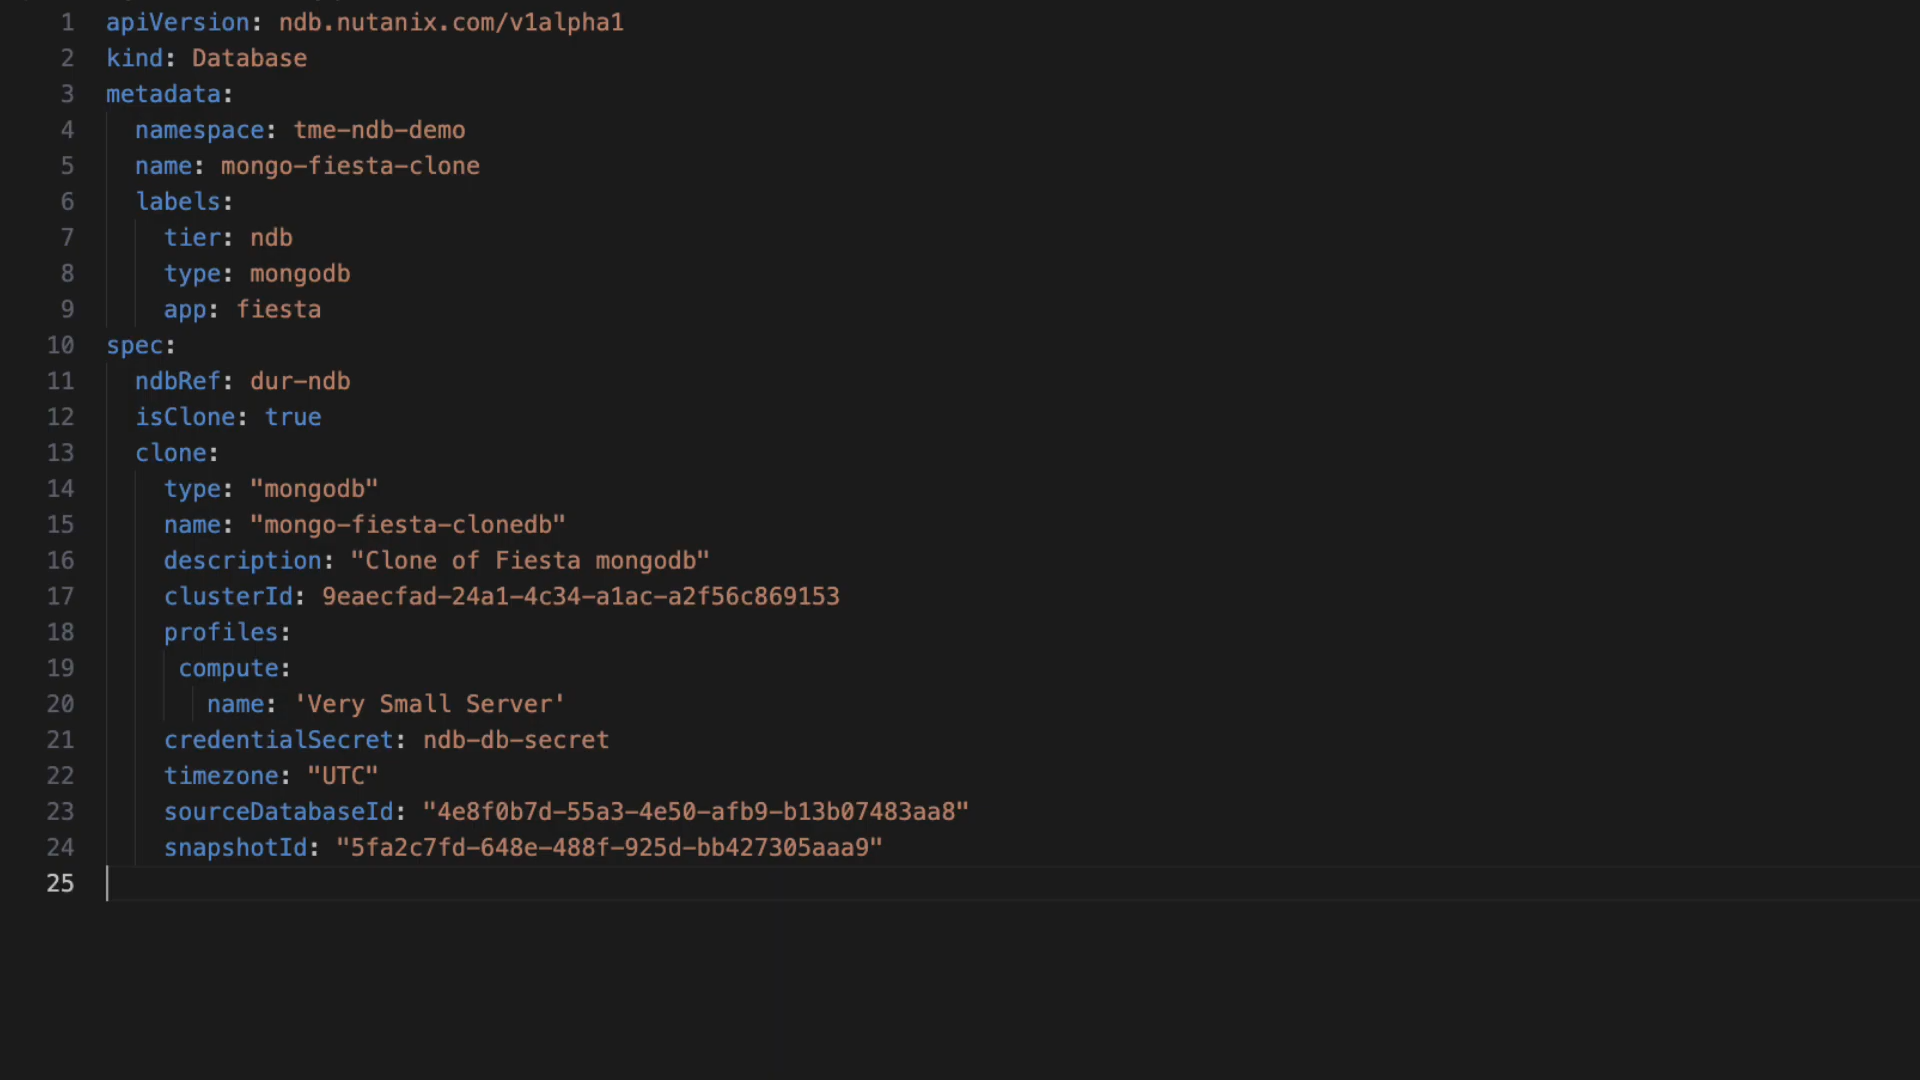 1 apiVersion: ndb.nutanix.com/v1alpha1
2 kind: Database
3 metadata:
4   namespace: tme-ndb-demo
5   name: mongo-fiesta-clone
6   labels:
7     tier: ndb
8     type: mongodb
9     app: fiesta
10 spec:
11   ndbRef: dur-ndb
12   isClone: true
13   clone:
14     type: "mongodb"
15     name: "mongo-fiesta-clonedb"
16     description: "Clone of Fiesta mongodb"
17     clusterId: 9eaecfad-24a1-4c34-a1ac-a2f56c869153
18     profiles:
19      compute:
20        name: 'Very Small Server'
21     credentialSecret: ndb-db-secret
22     timezone: "UTC"
23     sourceDatabaseId: "4e8f0b7d-55a3-4e50-afb9-b13b07483aa8"
24     snapshotId: "5fa2c7fd-648e-488f-925d-bb427305aaa9"
25